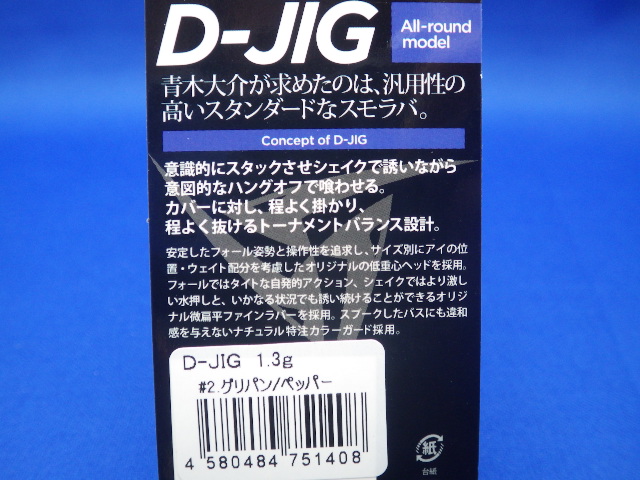 D-JIG
All-round
model
青木大介が求めたのは、汎用性の
高いスタンダードなスモラバ。
Concept of D-JIG
意識的にスタックさせシェイクで誘いながら
意図的なハングオフで喰わせる。
カバーに対し、程よく掛かり、
程よく抜けるトーナメントバランス設計。
安定したフォール姿勢と操作性を追求し、サイズ別にアイの位
置・ウェイト配分を考慮したオリジナルの低重心ヘッドを採用。
フォールではタイトな自発的アクション、シェイクではより激し
い水押しと、いかなる状況でも誘い続けることができるオリジ
ナル微扁平ファインラバーを採用。スプークしたバスにも違和
感を与えないナチュラル特注カラーガード採用。
D-JIG 1.3g
#2.グリパン/ペッパー
4 580484 751408
紙
台紙